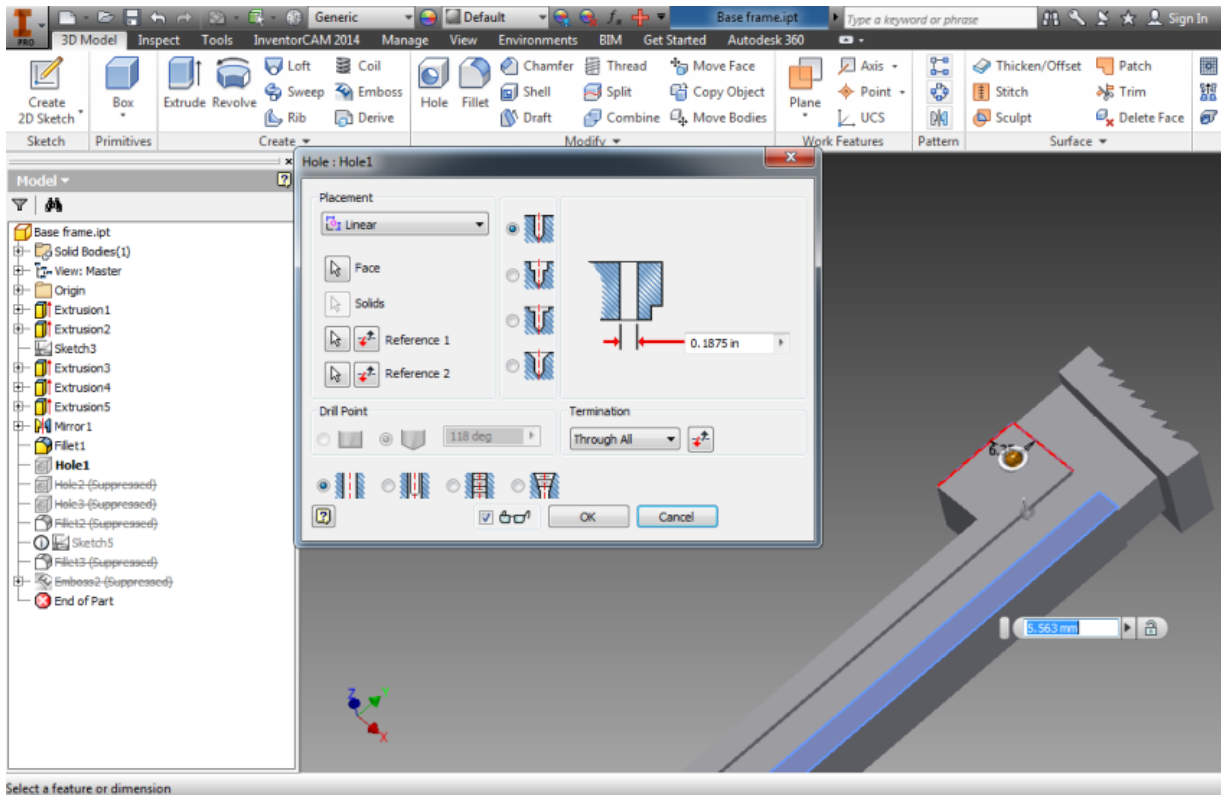 PRO
Generic
Default
Base frame.ipt
Type a keyword or phrase
Sign In
3D Model Inspect Tools InventorCAM 2014 Manage View Environments BIM Get Started Autodesk 360
Create
2D Sketch
Box
Extrude Revolve
Loft
Sweep
Rib
Coil
Emboss
Derive
Hole Fillet
Chamfer
Shell
Draft
Thread
Split
Combine
Move Face
Copy Object
Move Bodies
Plane
Axis
Point
UCS
Thicken/Offset
Stitch
Sculpt
Patch
Trim
Delete Face
Sketch Primitives Create Modify Work Features Pattern Surface
Model
Base frame.ipt
Solid Bodies(1)
View: Master
Origin
Extrusion1
Extrusion2
Sketch3
Extrusion3
Extrusion4
Extrusion5
Mirror1
Fillet1
Hole1
Hole2 (Suppressed)
Hole3 (Suppressed)
Fillet2 (Suppressed)
Sketch5
Fillet3 (Suppressed)
Emboss2 (Suppressed)
End of Part
Hole : Hole1
Placement
Linear
Face
Solids
Reference 1
Reference 2
0.1875 in
Drill Point
118 deg
Termination
Through All
OK Cancel
5.563 mm
Z
X
Select a feature or dimension